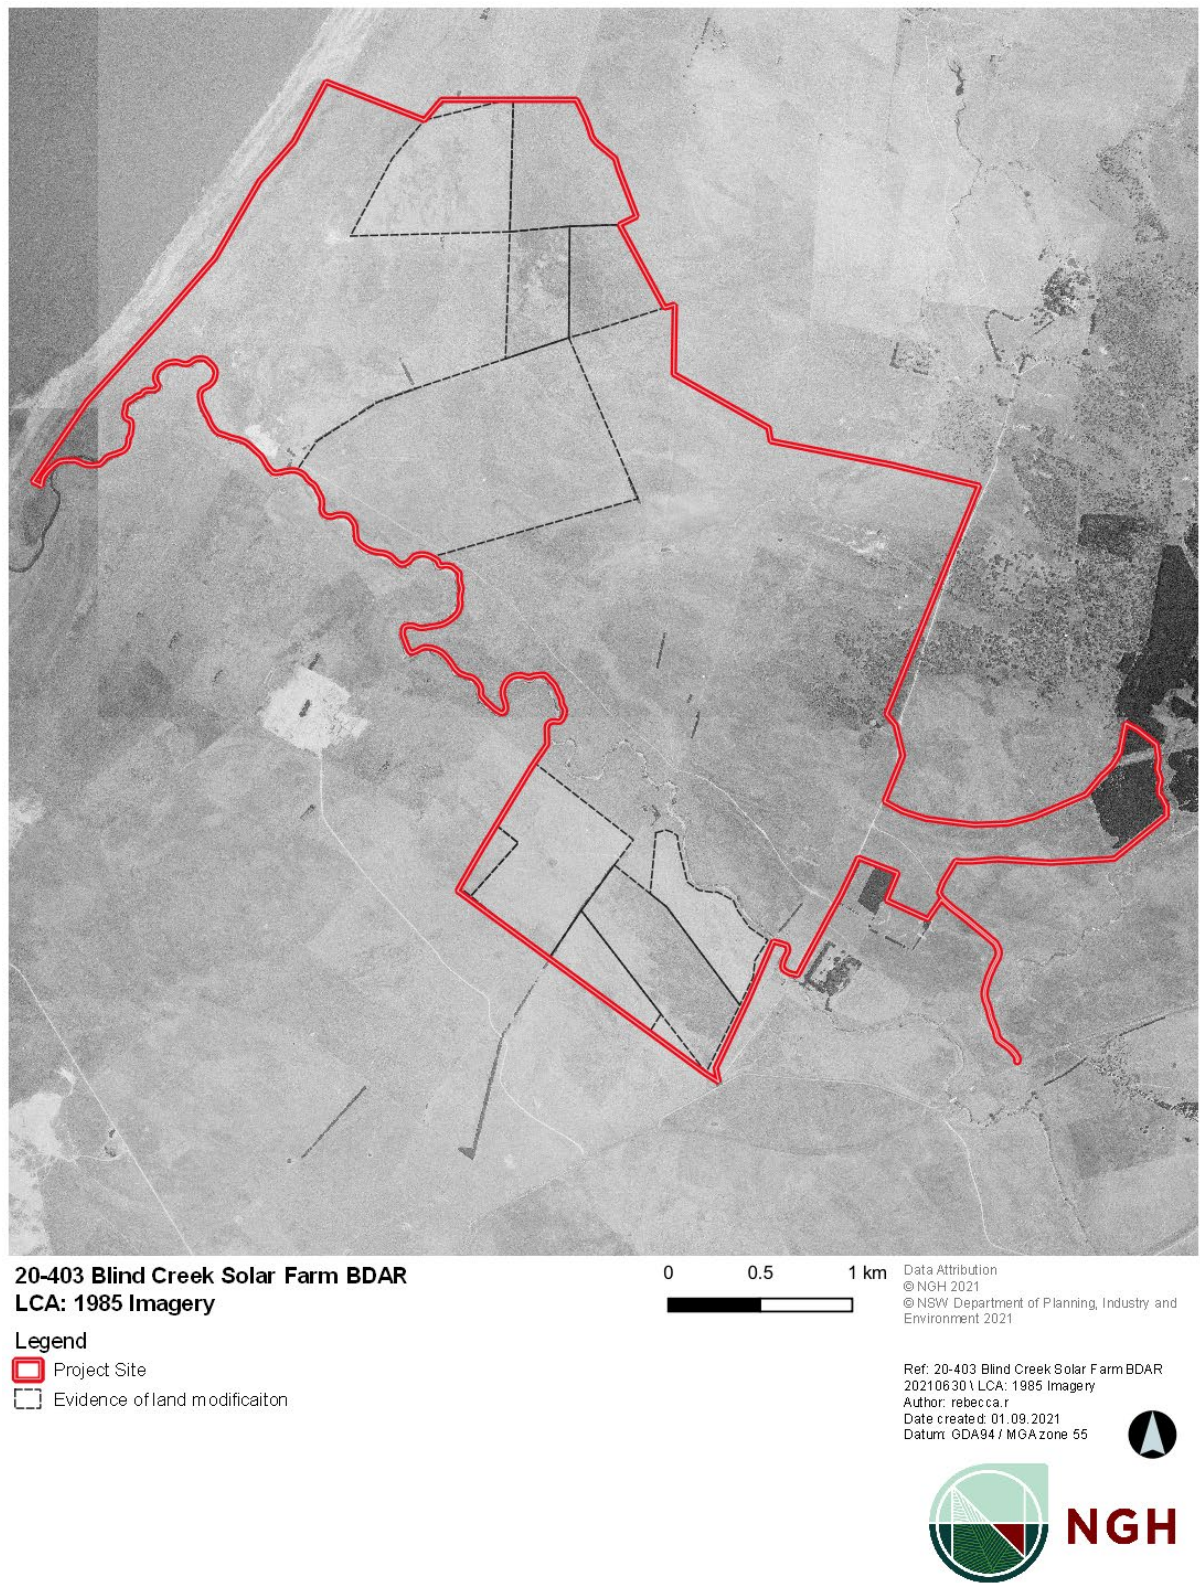 20-403 Blind Creek Solar Farm BDAR
LCA: 1985 Imagery
Legend
Project Site
Evidence of land modificaiton
0 0.5 1 km
Data Attribution
© NGH 2021
© NSW Department of Planning, Industry and
Environment 2021
Ref: 20-403 Blind Creek Solar Farm BDAR
20210630 \ LCA: 1985 Imagery
Author: rebecca.r
Date created: 01.09.2021
Datum: GDA94 / MGA zone 55
NGH